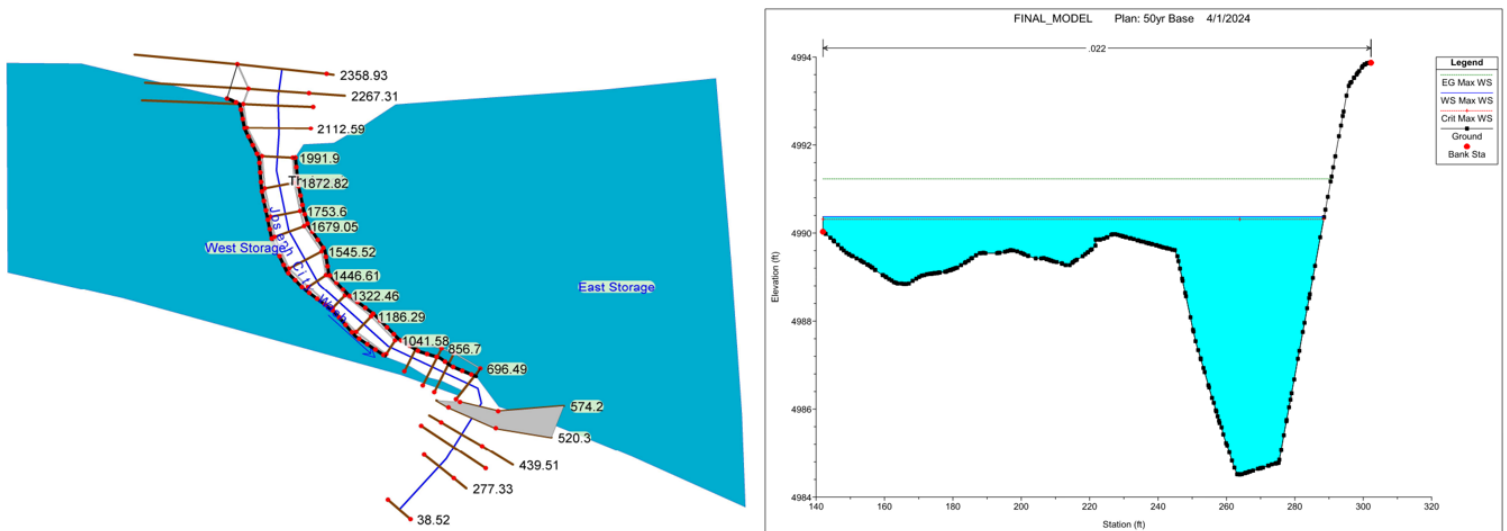 2358.93
2267.31
2112.59
1991.9
1872.82
1753.6
1679.05
West Storage
1545.52
1446.61
East Storage
Joseph City Wash
1322.46
1186.29
1041.58
856.7
696.49
574.2
520.3
439.51
277.33
38.52
FINAL_MODEL Plan: 50yr Base 4/1/2024
.022
Elevation (ft)
4994
4992
4990
4988
4986
4984
140 160 180 200 220 240 260 280 300 320
Station (ft)
Legend
EG Max WS
WS Max WS
Crit Max WS
Ground
Bank Sta